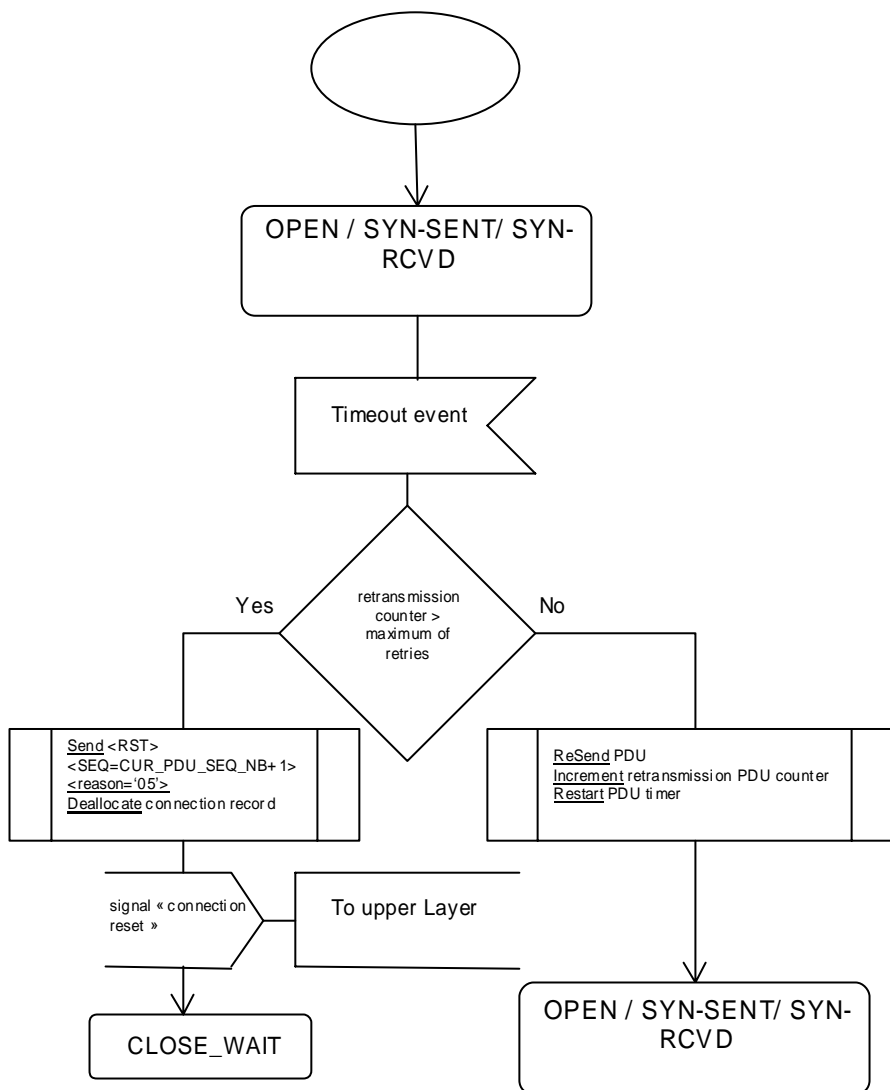 OPEN / SYN-SENT/ SYN-
RCVD
Timeout event
Yes
retransmission
counter >
maximum of
retries
No
Send <RST>
<SEQ=CUR_PDU_SEQ_NB+1>
<reason='05'>
Deallocate connection record
ReSend PDU
Increment retransmission PDU counter
Restart PDU timer
signal « connection
reset »
To upper Layer
CLOSE_WAIT
OPEN / SYN-SENT/ SYN-
RCVD